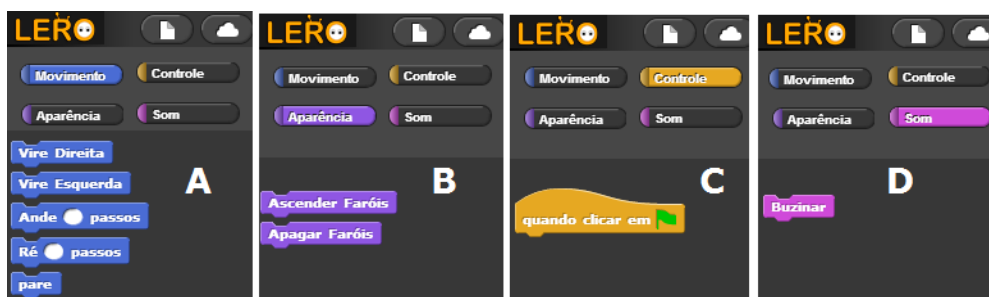 LERO
Movimento Controle
Aparência Som
Vire Direita
Vire Esquerda
Ande passos
Ré passos
pare
A
LERO
Movimento Controle
Aparência Som
Ascender Faróis
Apagar Faróis
B
LERO
Movimento Controle
Aparência Som
quando clicar em
C
LERO
Movimento Controle
Aparência Som
Buzinar
D